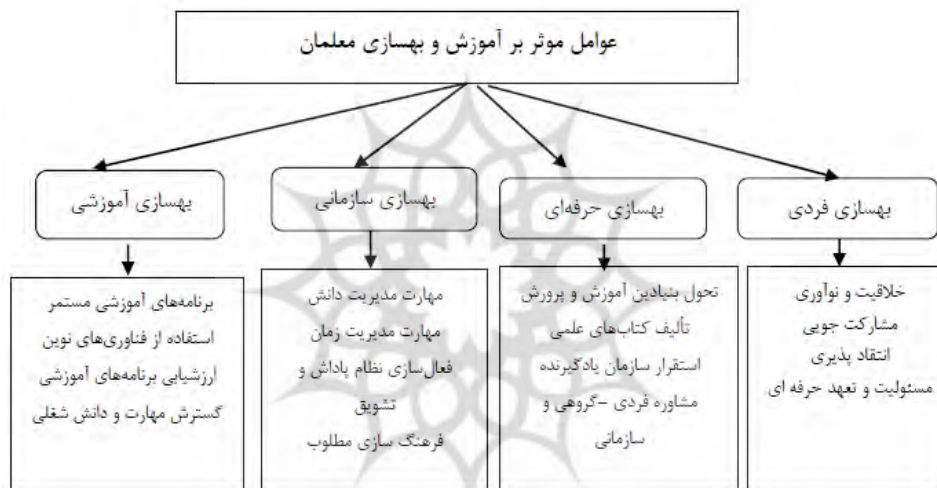 عوامل موثر بر آموزش و بهسازی معلمان
بهسازی فردی
بهسازی حرفه‌ای
بهسازی سازمانی
بهسازی آموزشی
خلاقیت و نوآوری
مشارکت جویی
انتقاد پذیری
مسئولیت و تعهد حرفه ای
تحول بنیادین آموزش و پرورش
تألیف کتاب‌های علمی
استقرار سازمان یادگیرنده
مشاوره فردی –گروهی و
سازمانی
مهارت مدیریت دانش
مهارت مدیریت زمان
فعال‌سازی نظام پاداش و
تشویق
فرهنگ سازی مطلوب
برنامه‌های آموزشی مستمر
استفاده از فناوری‌های نوین
ارزشیابی برنامه‌های آموزشی
گسترش مهارت و دانش شغلی